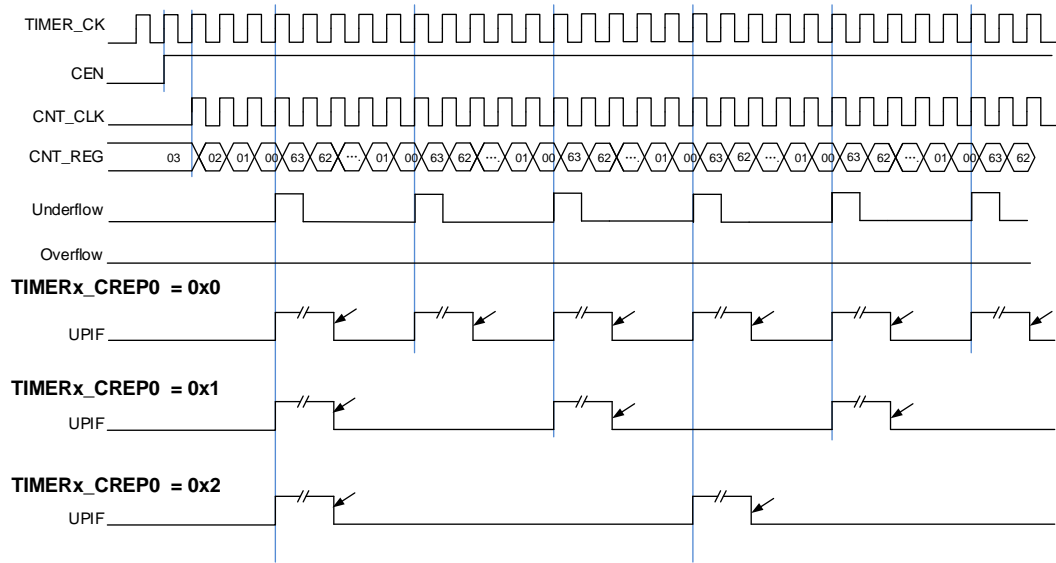 TIMER_CK
CEN
CNT_CLK
CNT_REG 03 02 01 00 63 62 .... 01 00 63 62 .... 01 00 63 62 .... 01 00 63 62 .... 01 00 63 62 .... 01 00 63 62
Underflow
Overflow
TIMERx_CREP0 = 0x0
UPIF
TIMERx_CREP0 = 0x1
UPIF
TIMERx_CREP0 = 0x2
UPIF